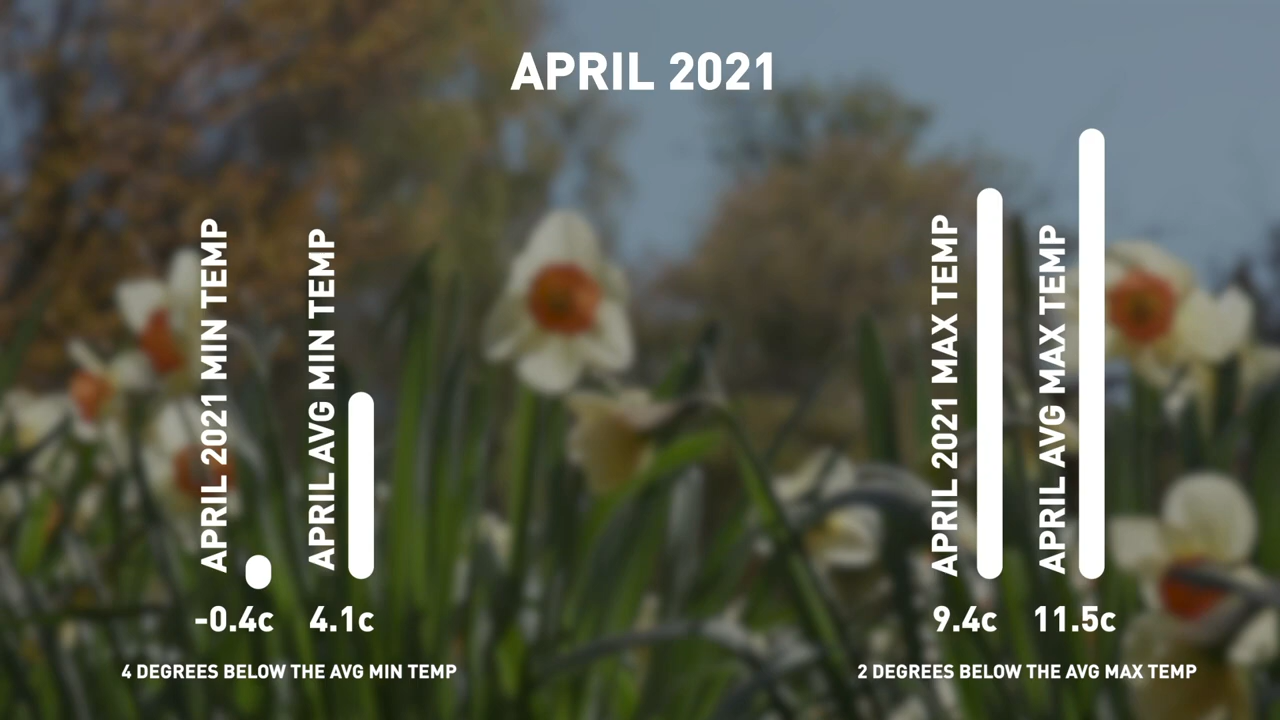 APRIL 2021
APRIL 2021 MIN TEMP
APRIL AVG MIN TEMP
-0.4c
4.1c
4 DEGREES BELOW THE AVG MIN TEMP
APRIL 2021 MAX TEMP
APRIL AVG MAX TEMP
9.4c
11.5c
2 DEGREES BELOW THE AVG MAX TEMP